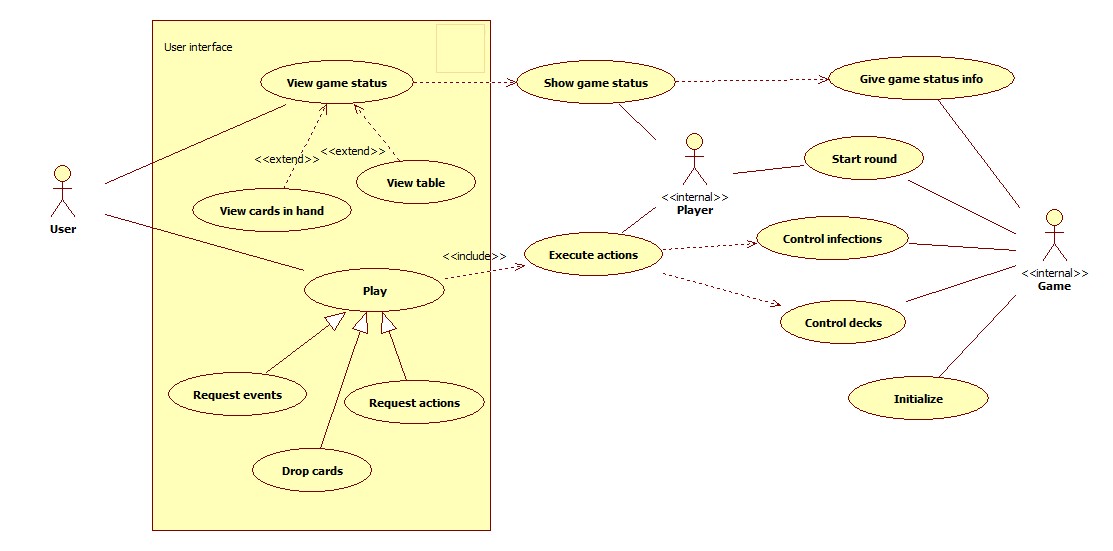 User interface
View game status
Show game status
Give game status info
<<extend>>
<<extend>>
View table
View cards in hand
Start round
<<internal>>
Player
User
Control infections
<<include>>
Execute actions
<<internal>>
Game
Play
Control decks
Request events
Request actions
Initialize
Drop cards